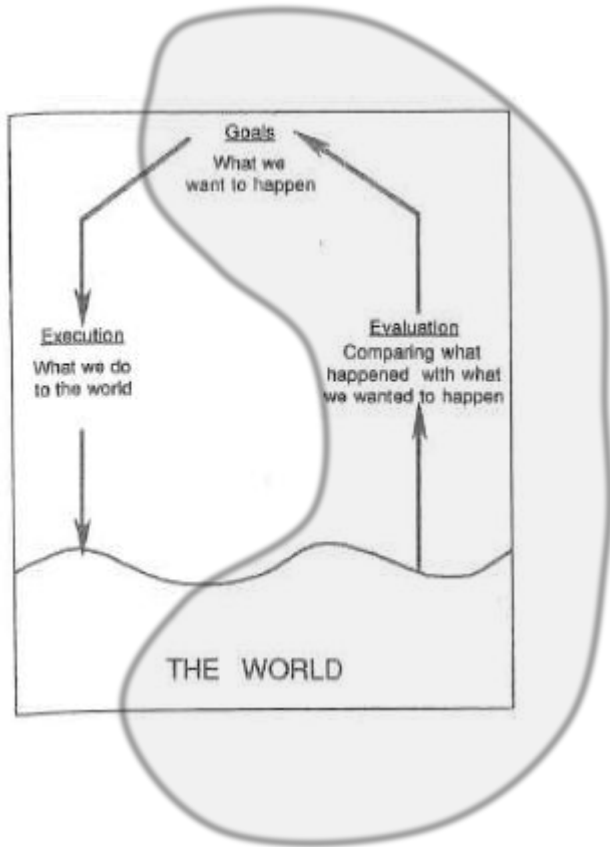 Goals
What we
want to happen
Execution
What we do
to the world
Evaluation
Comparing what
happened with what
we wanted to happen
THE WORLD